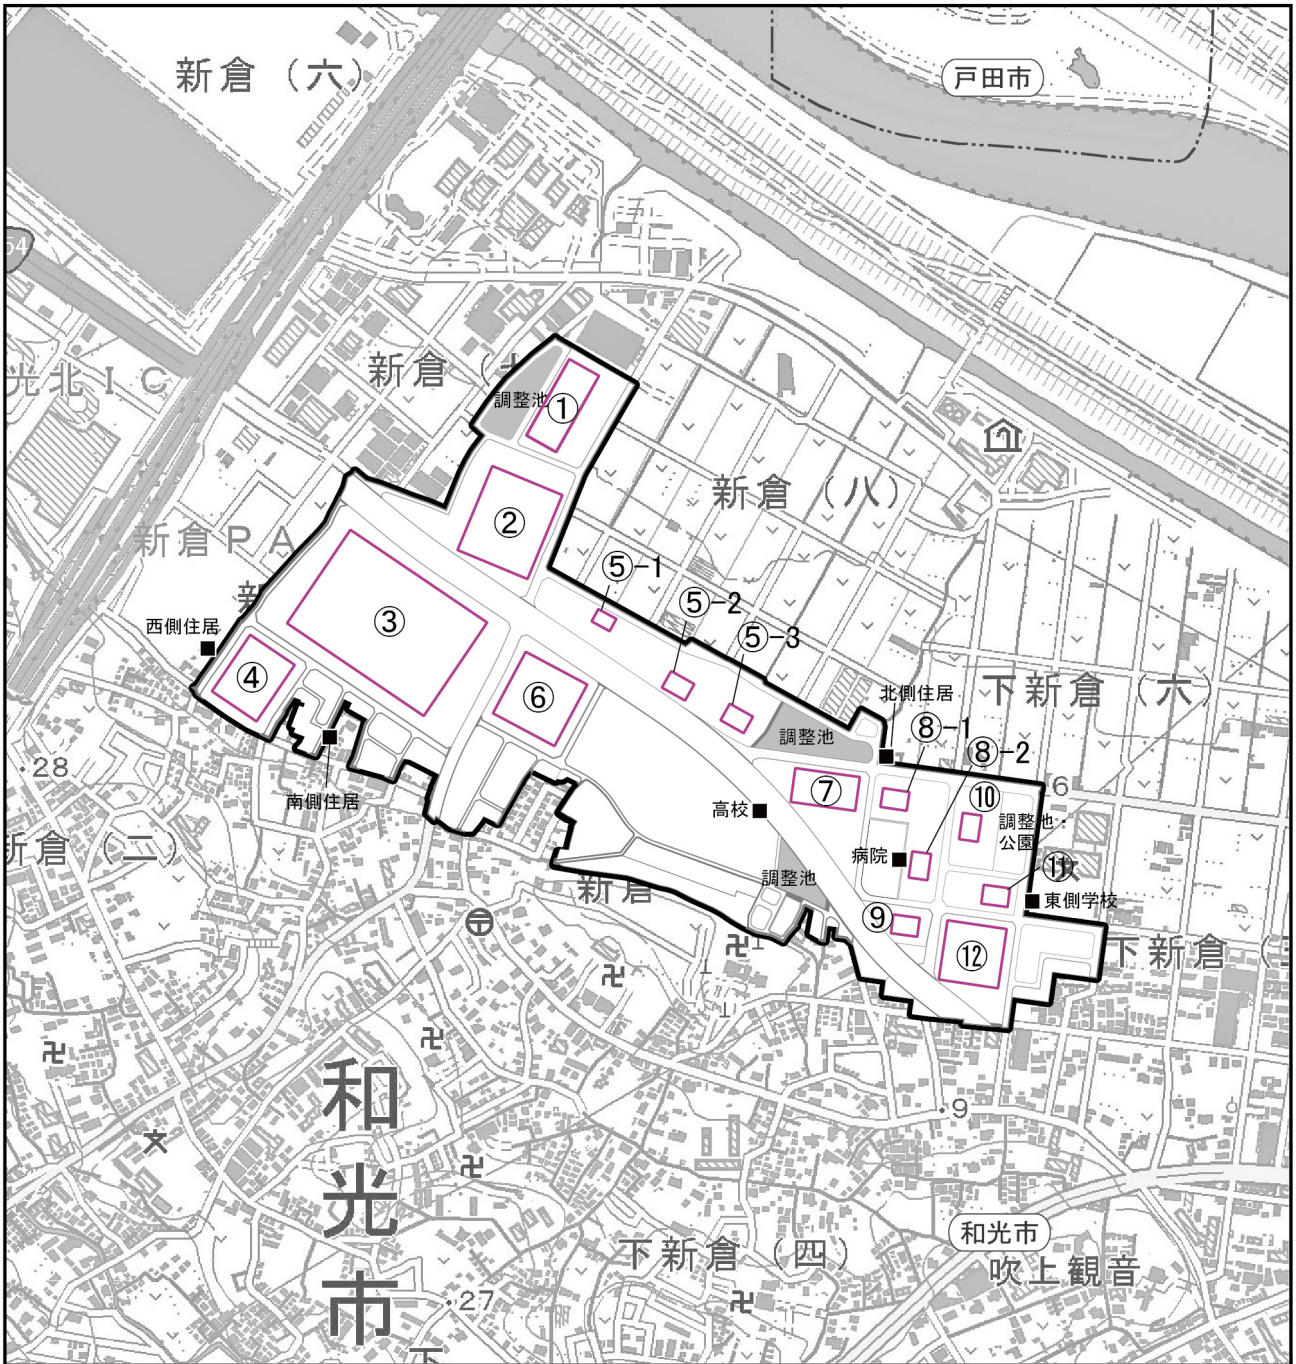 新倉（六）
戸田市
54
光北ＩＣ
新倉（七
調整池
①
新倉（八）
②
新倉ＰＡ
⑤-1
新
⑤-2
③
西側住居
⑤-3
④
北側住居
下新倉（六）
⑥
⑧-1
調整池
⑧-2
28
6
南側住居
⑦
⑩
高校
調整池・
公園
新倉（二）
病院
⑪
調整池
新倉
東側学校
⑨
⑫
下新倉（
和光市
9
和光市
下新倉（四）
吹上観音
27
下